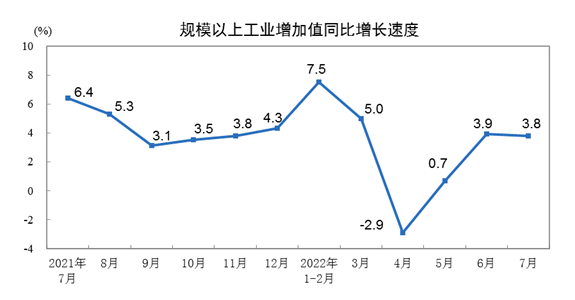 规模以上工业增加值同比增长速度
(%)
10
8
6
4
2
0
-2
-4
6.4
5.3
3.1
3.5
3.8
4.3
7.5
5.0
-2.9
0.7
3.9
3.8
2021年
7月
8月
9月
10月
11月
12月
2022年
1-2月
3月
4月
5月
6月
7月